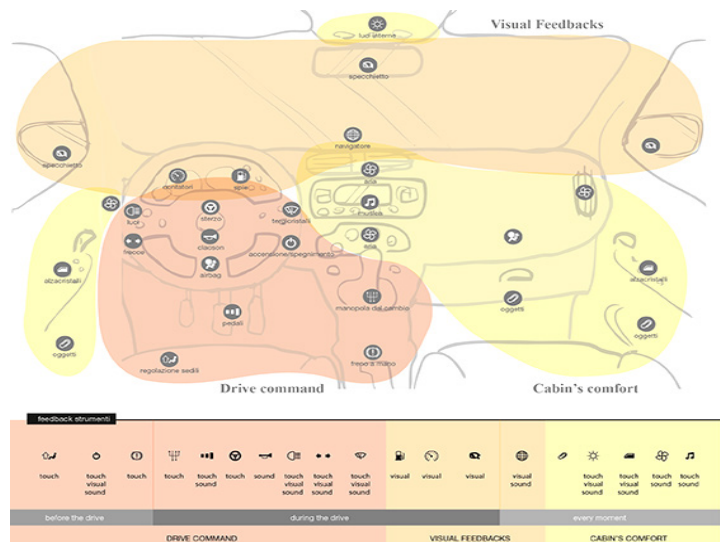 Visual Feedbacks
luci interne
specchietto
navigatore
specchietto
specchietto
contatori
spie
aria
luci
sterzo
tergicristalli
musica
frecce
clacson
accensione/spegnimento
aria
airbag
alzacristalli
alzacristalli
manopola del cambio
oggetti
pedali
oggetti
oggetti
regolazione sedili
freno a mano
Drive command
Cabin's comfort
feedback strumenti
touch
touch
visual
sound
touch
touch
touch
sound
touch
sound
touch
visual
sound
touch
visual
sound
touch
visual
sound
visual
visual
visual
visual
sound
touch
visual
sound
touch
visual
sound
touch
sound
touch
sound
before the drive
during the drive
every moment
DRIVE COMMAND
VISUAL FEEDBACKS
CABIN'S COMFORT